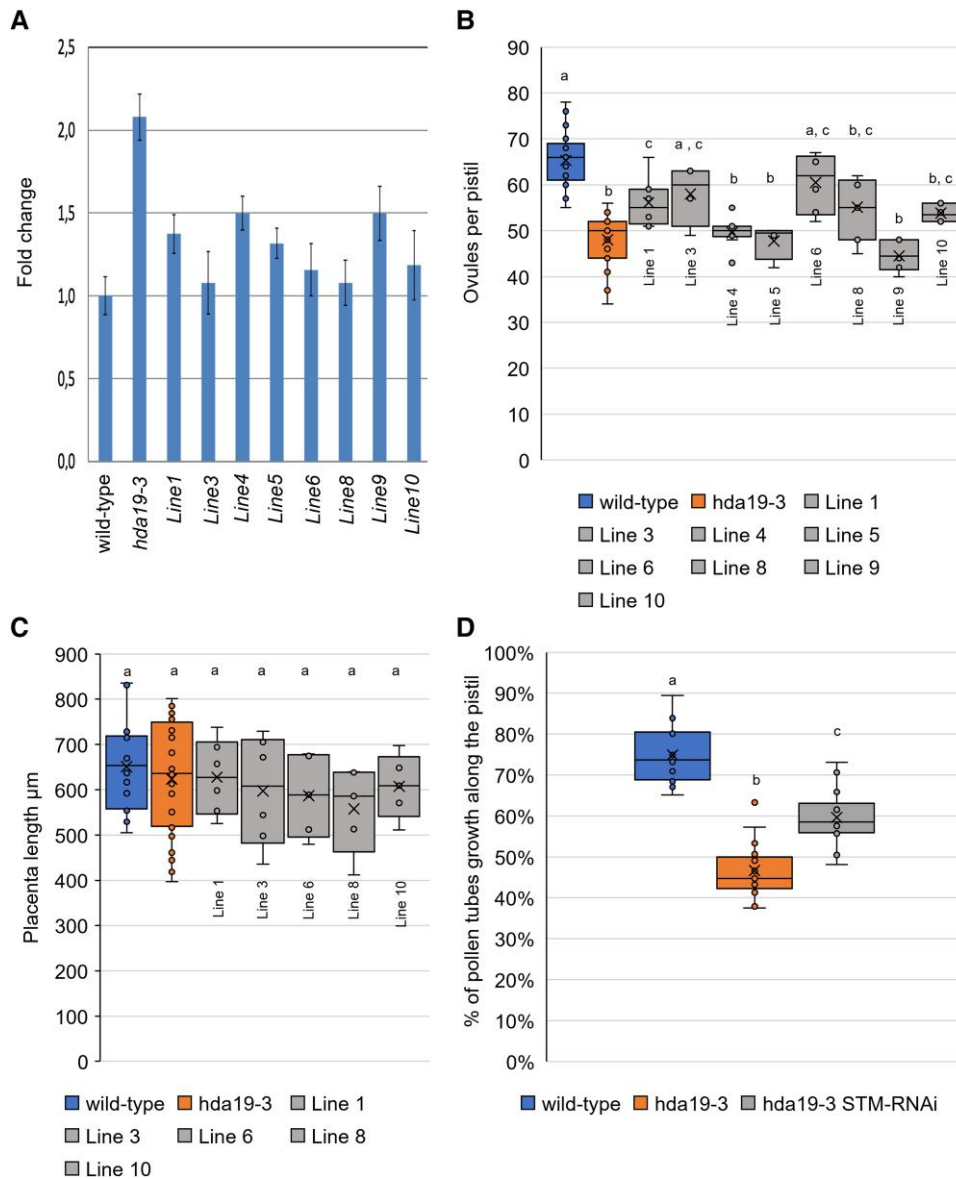 A
2,5
2,0
1,5
1,0
0,5
0,0
Fold change
wild-type
hda19-3
Line1
Line3
Line4
Line5
Line6
Line8
Line9
Line10
B
90
80
70
60
50
40
30
20
10
0
Ovules per pistil
a
b
c
a , c
b
b
a, c
b, c
b
b, c
Line 1
Line 3
Line 4
Line 5
Line 6
Line 8
Line 9
Line 10
wild-type hda19-3 Line 1
Line 3 Line 4 Line 5
Line 6 Line 8 Line 9
Line 10
C
900
800
700
600
500
400
300
200
100
0
Placenta length µm
a a a a a a a
Line 1
Line 3
Line 6
Line 8
Line 10
wild-type hda19-3 Line 1
Line 3 Line 6 Line 8
Line 10
D
100%
90%
80%
70%
60%
50%
40%
30%
20%
10%
0%
% of pollen tubes growth along the pistil
a
b
c
wild-type hda19-3 hda19-3 STM-RNAi